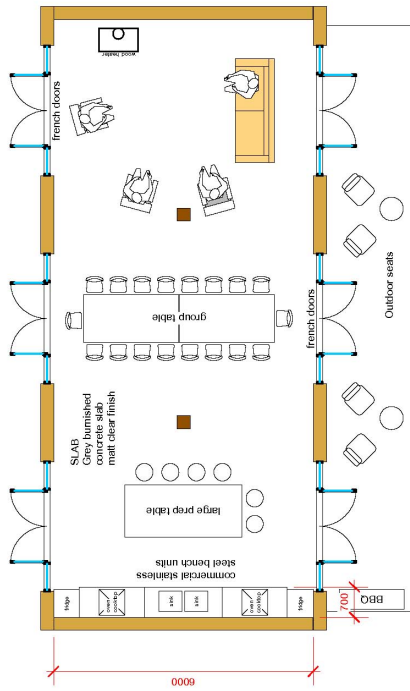 wood heater
french doors
group table
french doors
Outdoor seats
SLAB
Grey burnished
concrete slab
matt clear finish
large prep table
commercial stainless
steel bench units
fridge
oven
cooktop
sink
sink
oven
cooktop
fridge
700
BBQ
6000